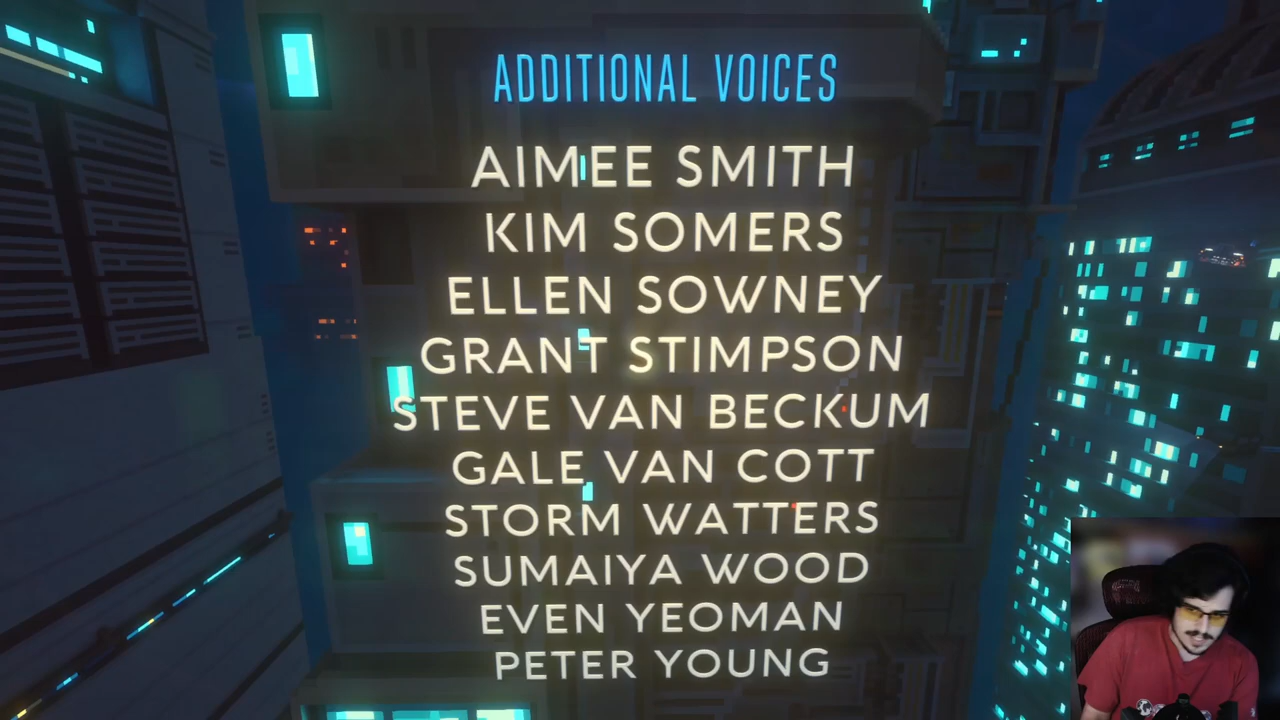 ADDITIONAL VOICES
AIMEE SMITH
KIM SOMERS
ELLEN SOWNEY
GRANT STIMPSON
STEVE VAN BECKUM
GALE VAN COTT
STORM WATTERS
SUMAIYA WOOD
EVEN YEOMAN
PETER YOUNG